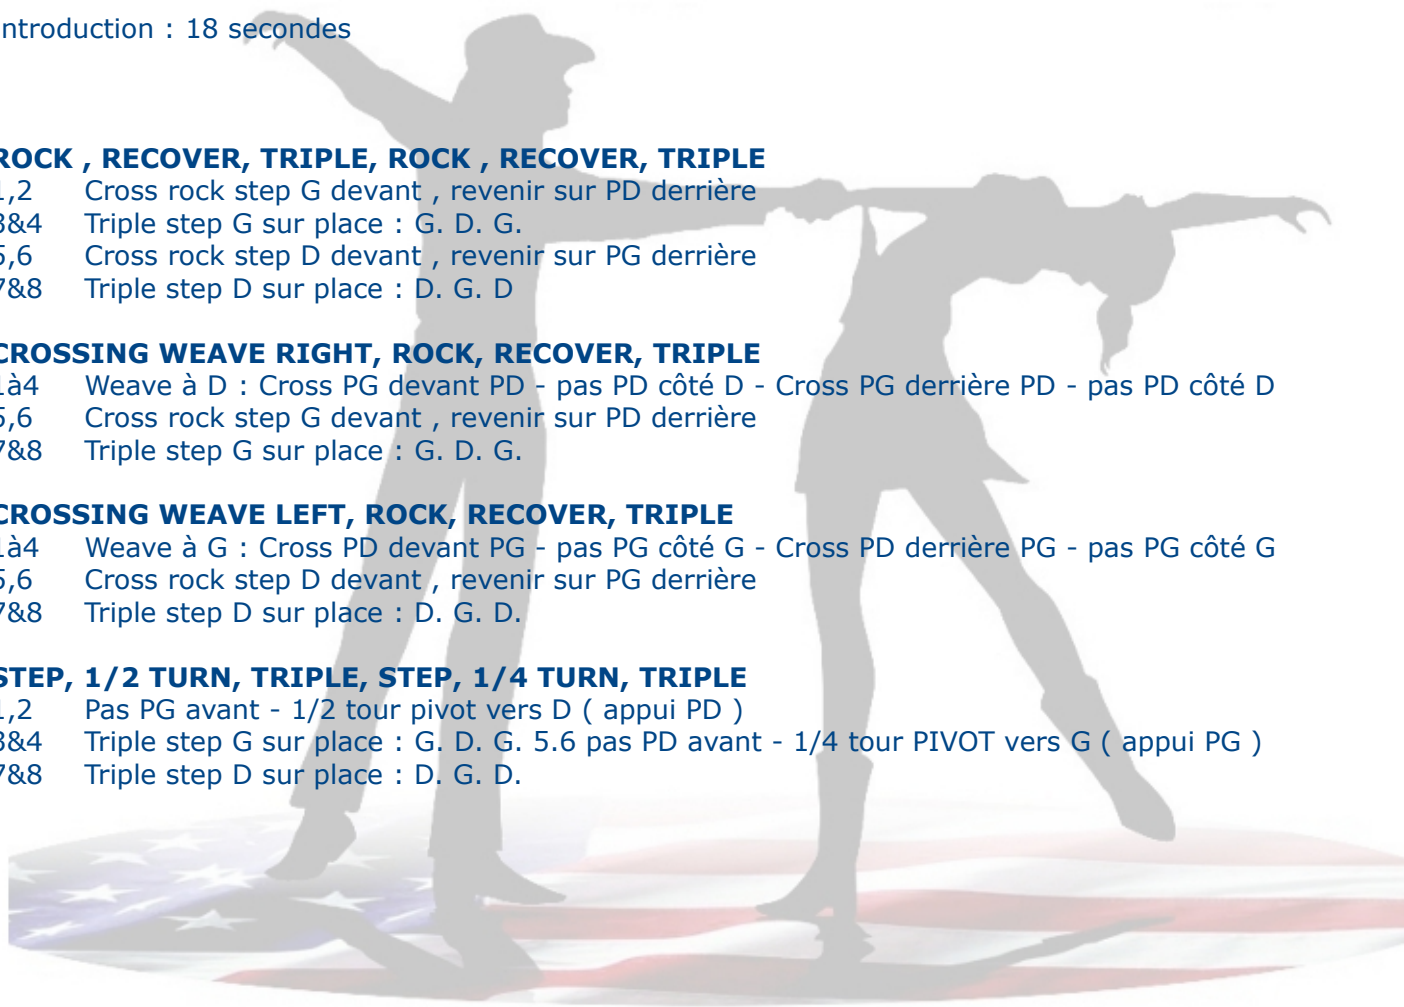 Introduction : 18 secondes
ROCK , RECOVER, TRIPLE, ROCK , RECOVER, TRIPLE
1,2 Cross rock step G devant , revenir sur PD derrière
3&4 Triple step G sur place : G. D. G.
5,6 Cross rock step D devant , revenir sur PG derrière
7&8 Triple step D sur place : D. G. D
CROSSING WEAVE RIGHT, ROCK, RECOVER, TRIPLE
1à4 Weave à D : Cross PG devant PD - pas PD côté D - Cross PG derrière PD - pas PD côté D
5,6 Cross rock step G devant , revenir sur PD derrière
7&8 Triple step G sur place : G. D. G.
CROSSING WEAVE LEFT, ROCK, RECOVER, TRIPLE
1à4 Weave à G : Cross PD devant PG - pas PG côté G - Cross PD derrière PG - pas PG côté G
5,6 Cross rock step D devant , revenir sur PG derrière
7&8 Triple step D sur place : D. G. D.
STEP, 1/2 TURN, TRIPLE, STEP, 1/4 TURN, TRIPLE
1,2 Pas PG avant - 1/2 tour pivot vers D ( appui PD )
3&4 Triple step G sur place : G. D. G. 5.6 pas PD avant - 1/4 tour PIVOT vers G ( appui PG )
7&8 Triple step D sur place : D. G. D.